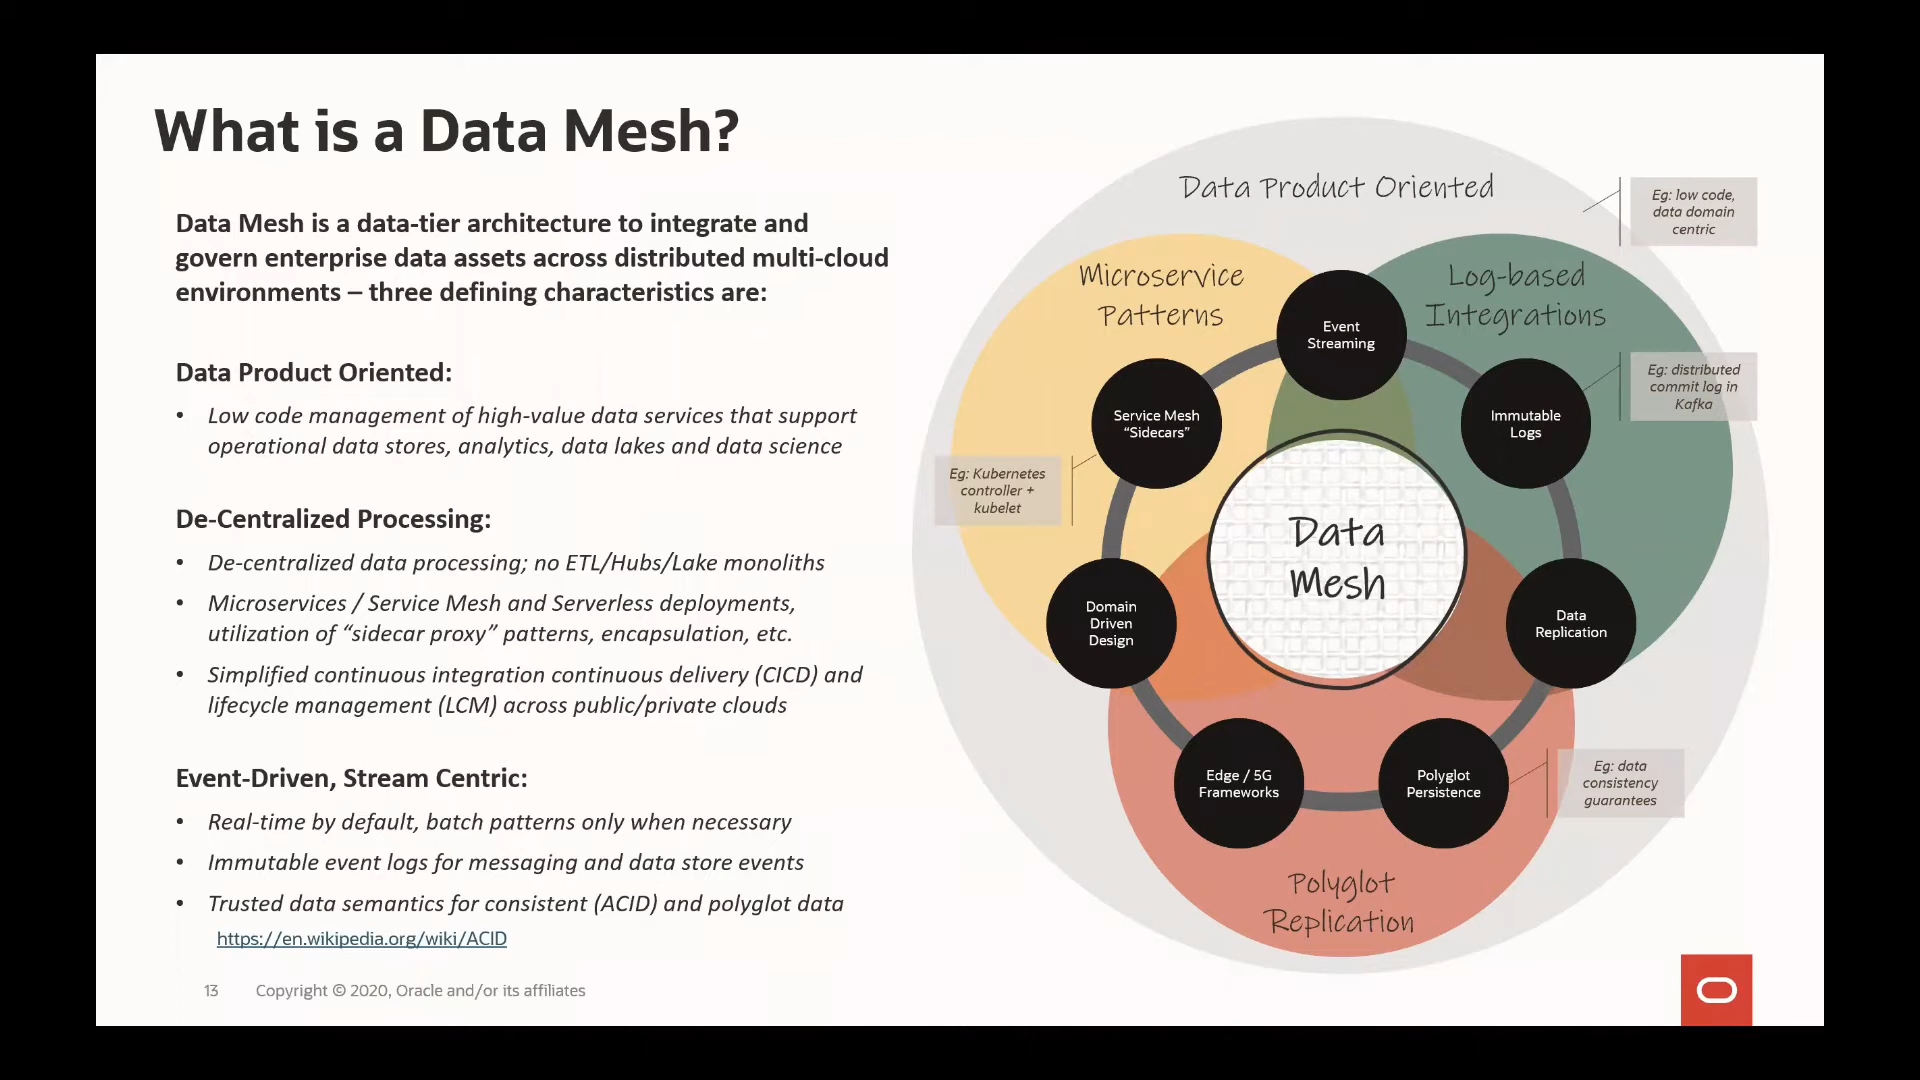 What is a Data Mesh?
Data Mesh is a data-tier architecture to integrate and
govern enterprise data assets across distributed multi-cloud
environments – three defining characteristics are:
Data Product Oriented:
• Low code management of high-value data services that support
operational data stores, analytics, data lakes and data science
De-Centralized Processing:
• De-centralized data processing; no ETL/Hubs/Lake monoliths
• Microservices / Service Mesh and Serverless deployments,
utilization of “sidecar proxy” patterns, encapsulation, etc.
• Simplified continuous integration continuous delivery (CICD) and
lifecycle management (LCM) across public/private clouds
Event-Driven, Stream Centric:
• Real-time by default, batch patterns only when necessary
• Immutable event logs for messaging and data store events
• Trusted data semantics for consistent (ACID) and polyglot data
https://en.wikipedia.org/wiki/ACID
13 Copyright © 2020, Oracle and/or its affiliates
Data Product Oriented
Eg: low code,
data domain
centric
Microservice
Patterns
Log-based
Integrations
Event
Streaming
Service Mesh
“Sidecars”
Immutable
Logs
Eg: distributed
commit log in
Kafka
Eg: Kubernetes
controller +
kubelet
Data
Mesh
Domain
Driven
Design
Data
Replication
Edge / 5G
Frameworks
Polyglot
Persistence
Eg: data
consistency
guarantees
Polyglot
Replication